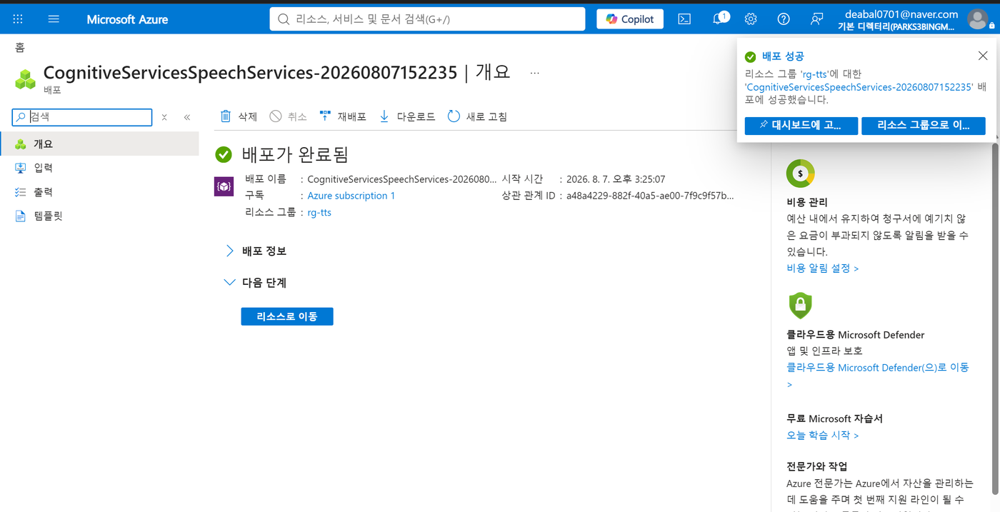 Microsoft Azure
리소스, 서비스 및 문서 검색(G+/)
Copilot
1
deabal0701@naver.com
기본 디렉터리(PARKS3BINGM...
홈
CognitiveServicesSpeechServices-20260807152235 | 개요 ...
배포
검색
개요
입력
출력
템플릿
삭제
취소
재배포
다운로드
새로 고침
배포가 완료됨
배포 이름 : CognitiveServicesSpeechServices-2026080...
구독 : Azure subscription 1
리소스 그룹 : rg-tts
시작 시간 : 2026. 8. 7. 오후 3:25:07
상관 관계 ID : a48a4229-882f-40a5-ae00-7f9c9f57b...
배포 정보
다음 단계
리소스로 이동
배포 성공
리소스 그룹 'rg-tts'에 대한
'CognitiveServicesSpeechServices-20260807152235' 배
포에 성공했습니다.
대시보드에 고...
리소스 그룹으로 이...
$
비용 관리
예산 내에서 유지하여 청구서에 예기치 않
은 요금이 부과되지 않도록 알림을 받을 수
있습니다.
비용 알림 설정 >
클라우드용 Microsoft Defender
앱 및 인프라 보호
클라우드용 Microsoft Defender(으)로 이동
>
무료 Microsoft 자습서
오늘 학습 시작 >
전문가와 작업
Azure 전문가는 Azure에서 자산을 관리하는
데 도움을 주며 첫 번째 지원 라인이 될 수